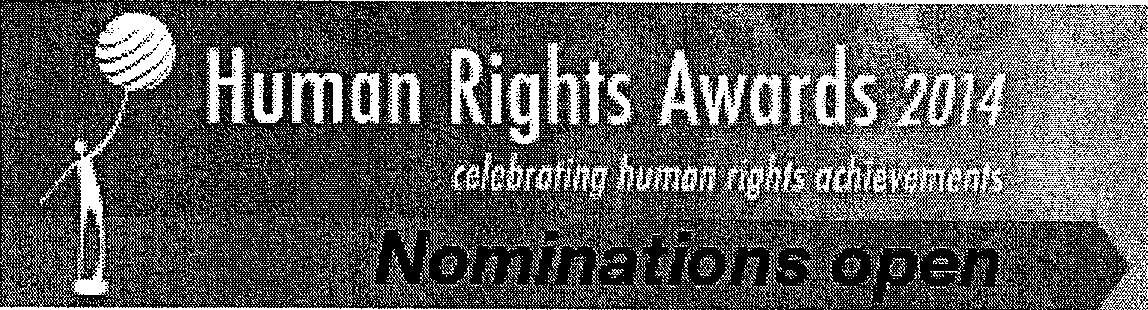 Human Rights Awards 2014
celebrating human rights achievements
Nominations open